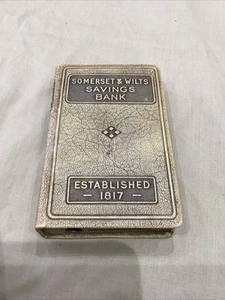 SOMERSET & WILTS
SAVINGS
BANK
ESTABLISHED
— 1817 —